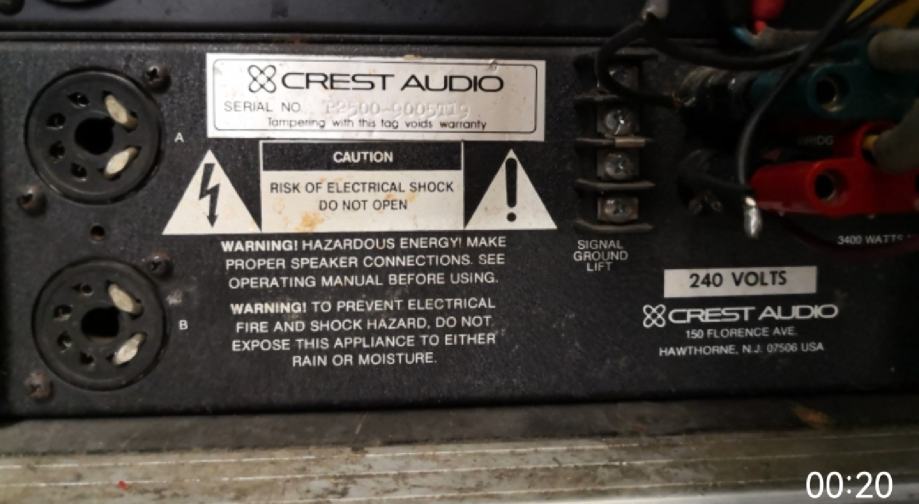 CREST AUDIO
SERIAL NO.
Tampering with this tag voids warranty
A
CAUTION
RISK OF ELECTRICAL SHOCK
DO NOT OPEN
WARNING! HAZARDOUS ENERGY! MAKE
PROPER SPEAKER CONNECTIONS. SEE
OPERATING MANUAL BEFORE USING.
B
WARNING! TO PREVENT ELECTRICAL
FIRE AND SHOCK HAZARD, DO NOT
EXPOSE THIS APPLIANCE TO EITHER
RAIN OR MOISTURE.
SIGNAL
GROUND
LIFT
3400 WATTS
240 VOLTS
CREST AUDIO
150 FLORENCE AVE.
HAWTHORNE, N.J. 07506 USA
00:20